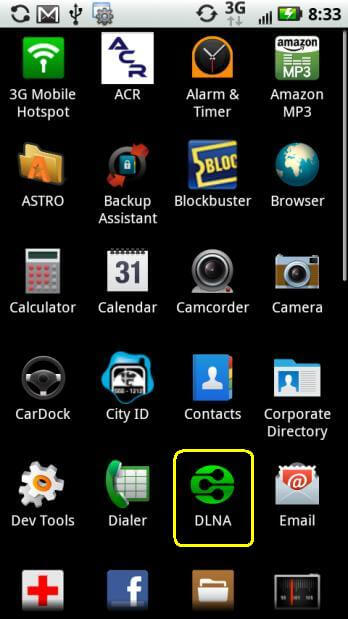 3G 8:33
ACR
amazon
MP3
3G Mobile Hotspot
ACR
Alarm & Timer
Amazon MP3
BLOC
ASTRO
Backup Assistant
Blockbuster
Browser
31
Calculator
Calendar
Camcorder
Camera
CarDock
City ID
Contacts
Corporate Directory
@
Dev Tools
Dialer
DLNA
Email
f